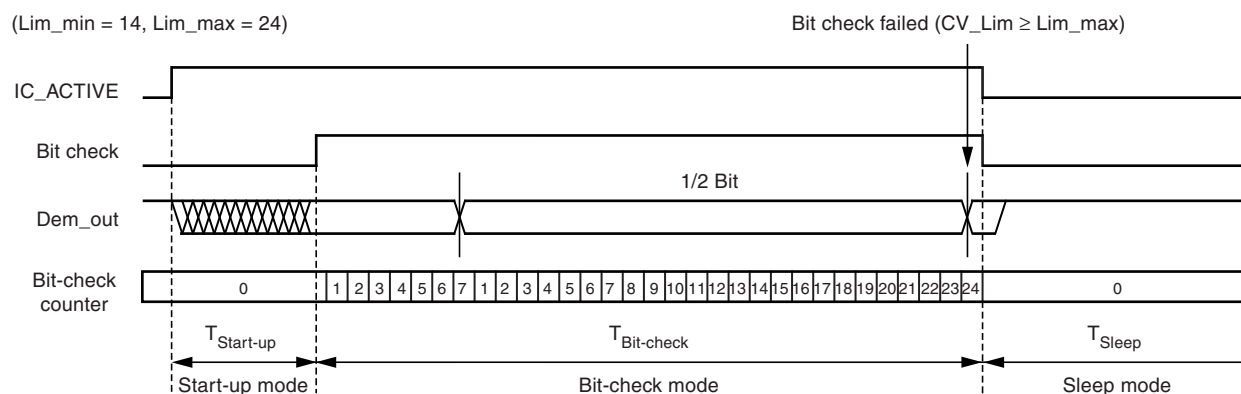 (Lim_min = 14, Lim_max = 24)
Bit check failed (CV_Lim ≥ Lim_max)
IC_ACTIVE
Bit check
1/2 Bit
Dem_out
Bit-check
counter
0 1 2 3 4 5 6 7 1 2 3 4 5 6 7 8 9 10 11 12 13 14 15 16 17 18 19 20 21 22 23 24 0
TStart-up TBit-check TSleep
Start-up mode Bit-check mode Sleep mode